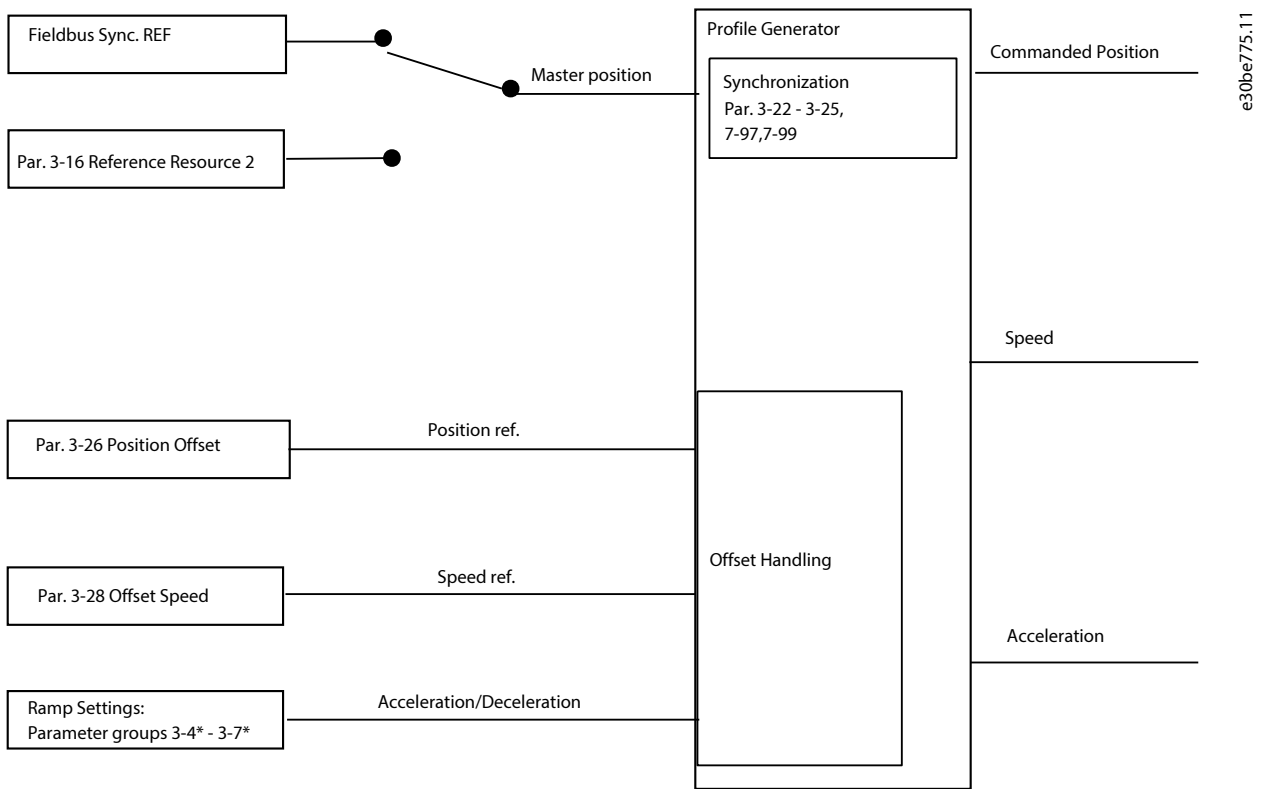 Fieldbus Sync. REF
Par. 3-16 Reference Resource 2
Master position
Profile Generator
Synchronization
Par. 3-22 - 3-25,
7-97,7-99
Commanded Position
e30be775.11
Speed
Par. 3-26 Position Offset
Position ref.
Par. 3-28 Offset Speed
Speed ref.
Offset Handling
Acceleration
Ramp Settings:
Parameter groups 3-4* - 3-7*
Acceleration/Deceleration